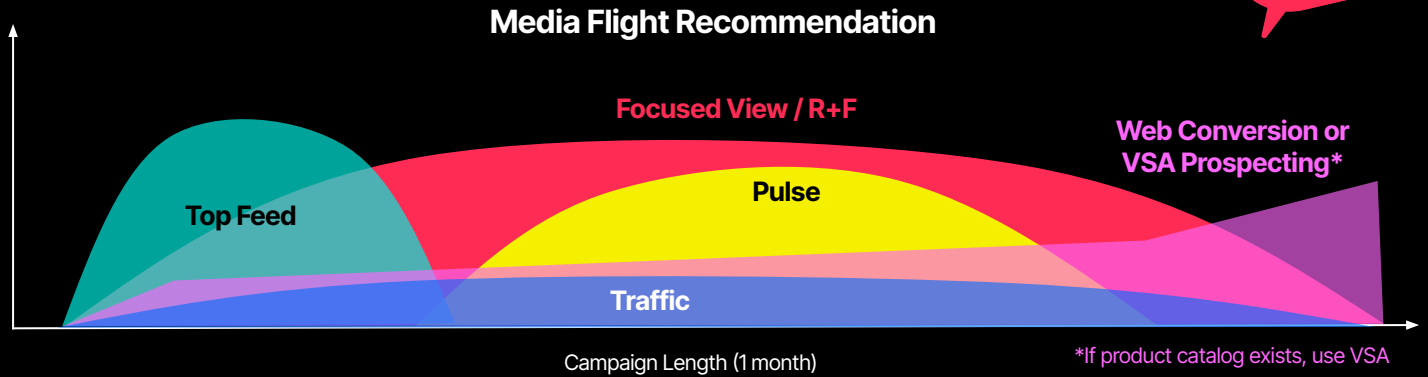 Media Flight Recommendation
Focused View / R+F
Web Conversion or
VSA Prospecting*
Pulse
Top Feed
Traffic
Campaign Length (1 month)
*If product catalog exists, use VSA